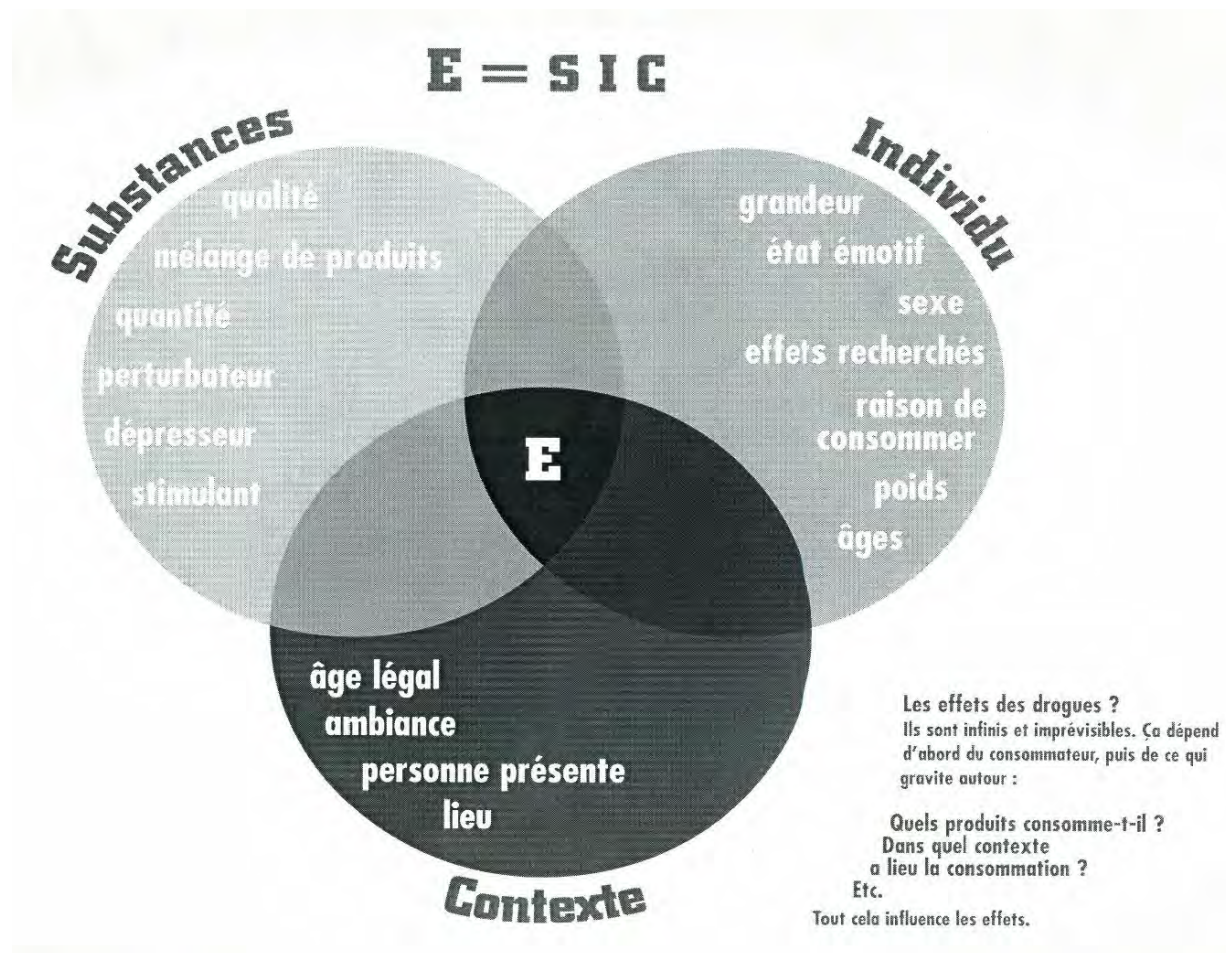 E = S I C
Substances
qualité
mélange de produits
quantité
perturbateur
dépresseur
stimulant
Individu
grandeur
état émotif
sexe
effets recherchés
raison de
consommer
poids
âges
E
âge légal
ambiance
personne présente
lieu
Contexte
Les effets des drogues ?
Ils sont infinis et imprévisibles. Ça dépend
d'abord du consommateur, puis de ce qui
gravite autour :
Quels produits consomme-t-il ?
Dans quel contexte
a lieu la consommation ?
Etc.
Tout cela influence les effets.